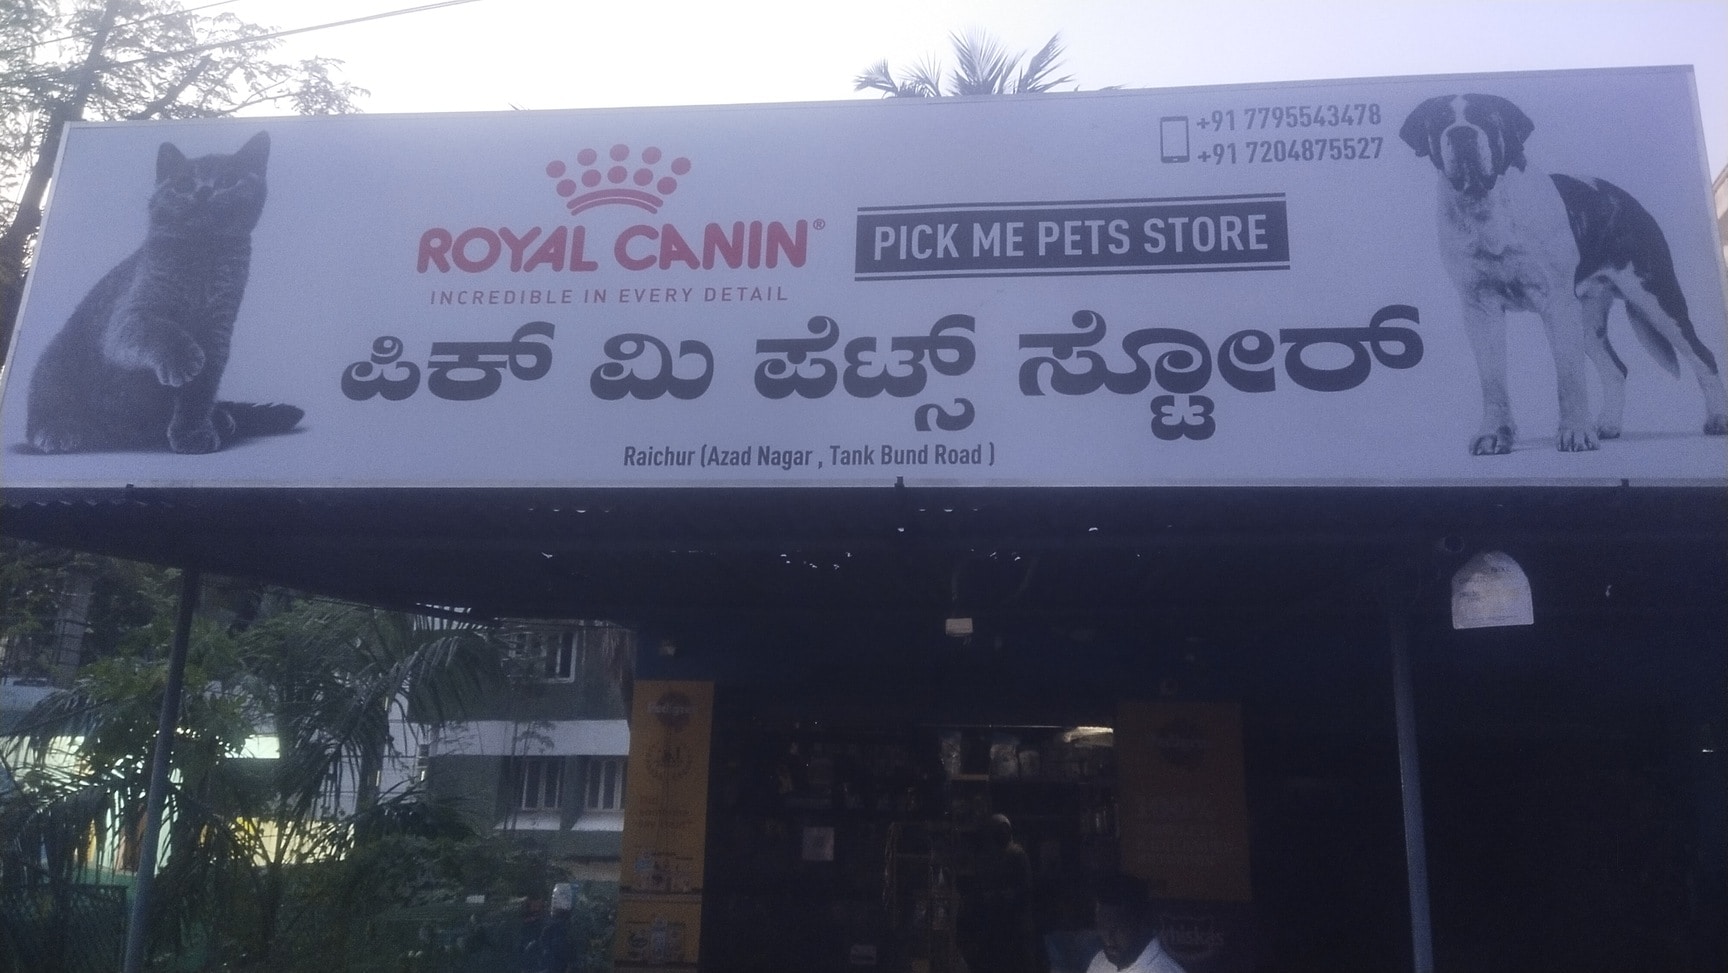 +91 7795543478
+91 7204875527
ROYAL CANIN®
PICK ME PETS STORE
INCREDIBLE IN EVERY DETAIL
ಪಿಕ್ ಮಿ ಪೆಟ್ಸ್ ಸ್ಟೋರ್
Raichur (Azad Nagar , Tank Bund Road )